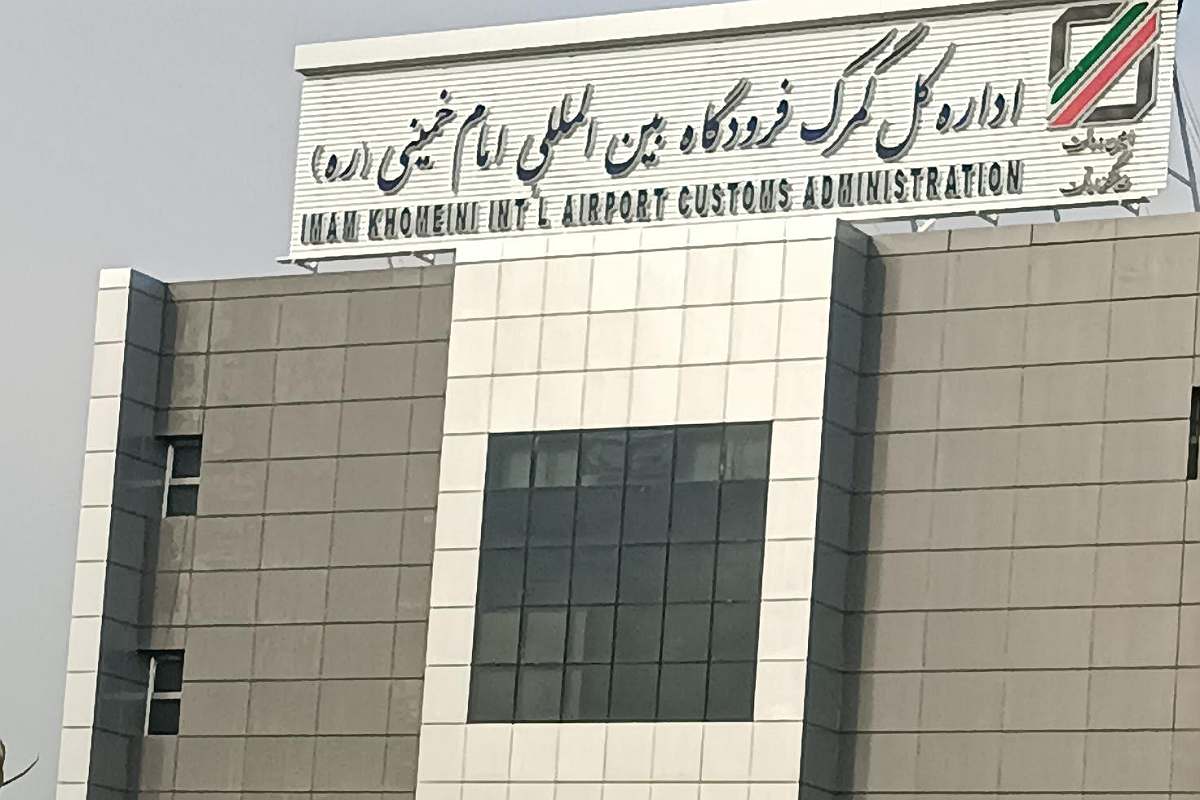 اداره کل گمرک فرودگاه بین المللی امام خمینی (ره)
IMAM KHOMEINI INT'L AIRPORT CUSTOMS ADMINISTRATION